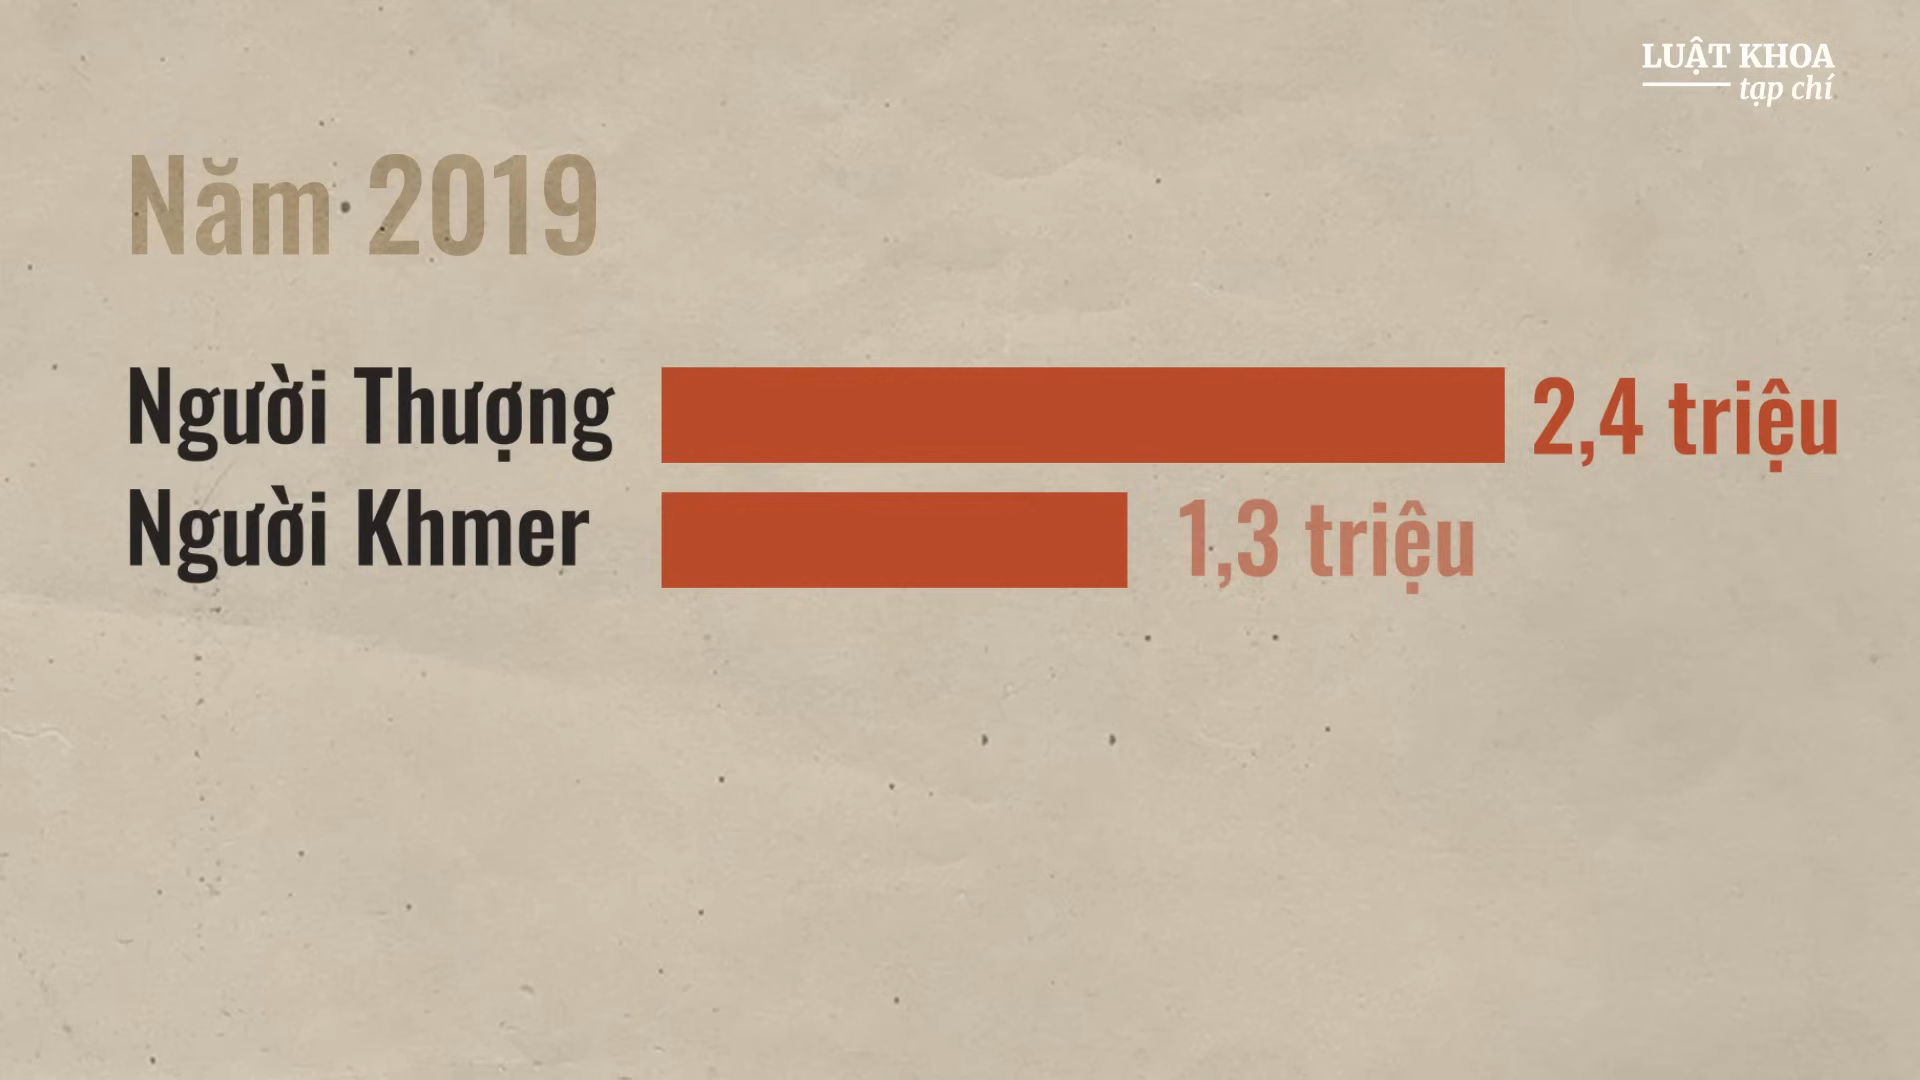 LUẬT KHOA
tạp chí
Năm 2019
Người Thượng 2,4 triệu
Người Khmer 1,3 triệu